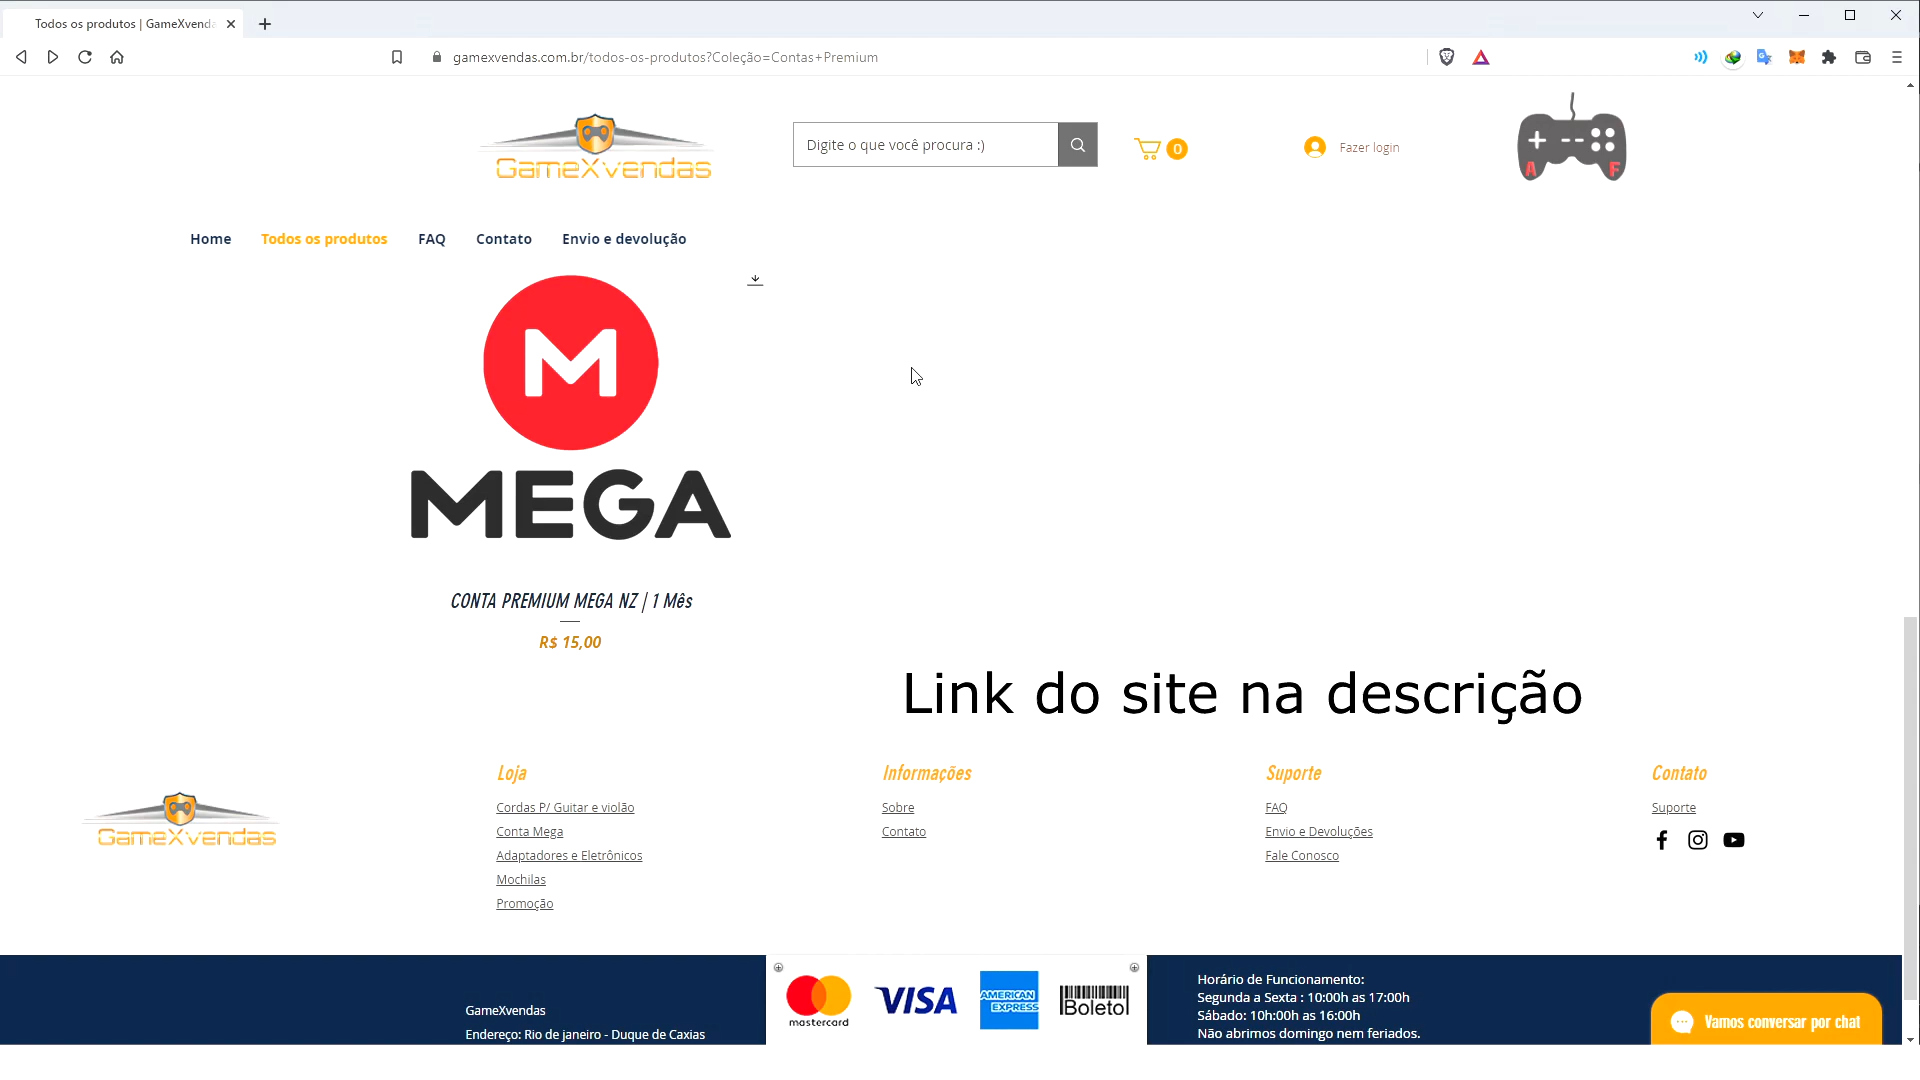 Todos os produtos | GameXvenda
gamexvendas.com.br/todos-os-produtos?Coleção=Contas+Premium
GameXvendas
Digite o que você procura :)
0
Fazer login
A F
Home
Todos os produtos
FAQ
Contato
Envio e devolução
M
MEGA
CONTA PREMIUM MEGA NZ | 1 Mês
R$ 15,00
Link do site na descrição
GameXvendas
Loja
Cordas P/ Guitar e violão
Conta Mega
Adaptadores e Eletrônicos
Mochilas
Promoção
Informações
Sobre
Contato
Suporte
FAQ
Envio e Devoluções
Fale Conosco
Contato
Suporte
GameXvendas
Endereço: Rio de janeiro - Duque de Caxias
mastercard
VISA
AMERICAN
EXPRESS
Boleto
Horário de Funcionamento:
Segunda a Sexta : 10:00h as 17:00h
Sábado: 10h:00h as 16:00h
Não abrimos domingo nem feriados.
Vamos conversar por chat